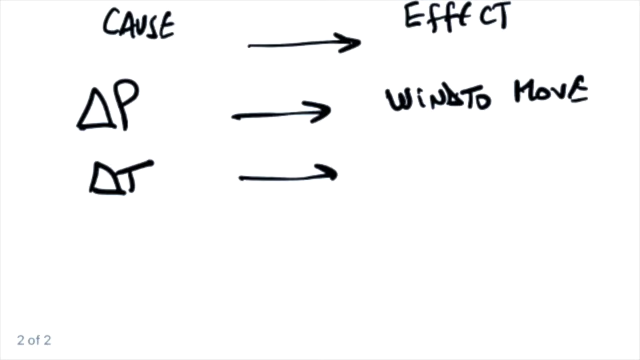 CAUSE → EFFECT
ΔP → WIND TO MOVE
ΔT →
2 of 2